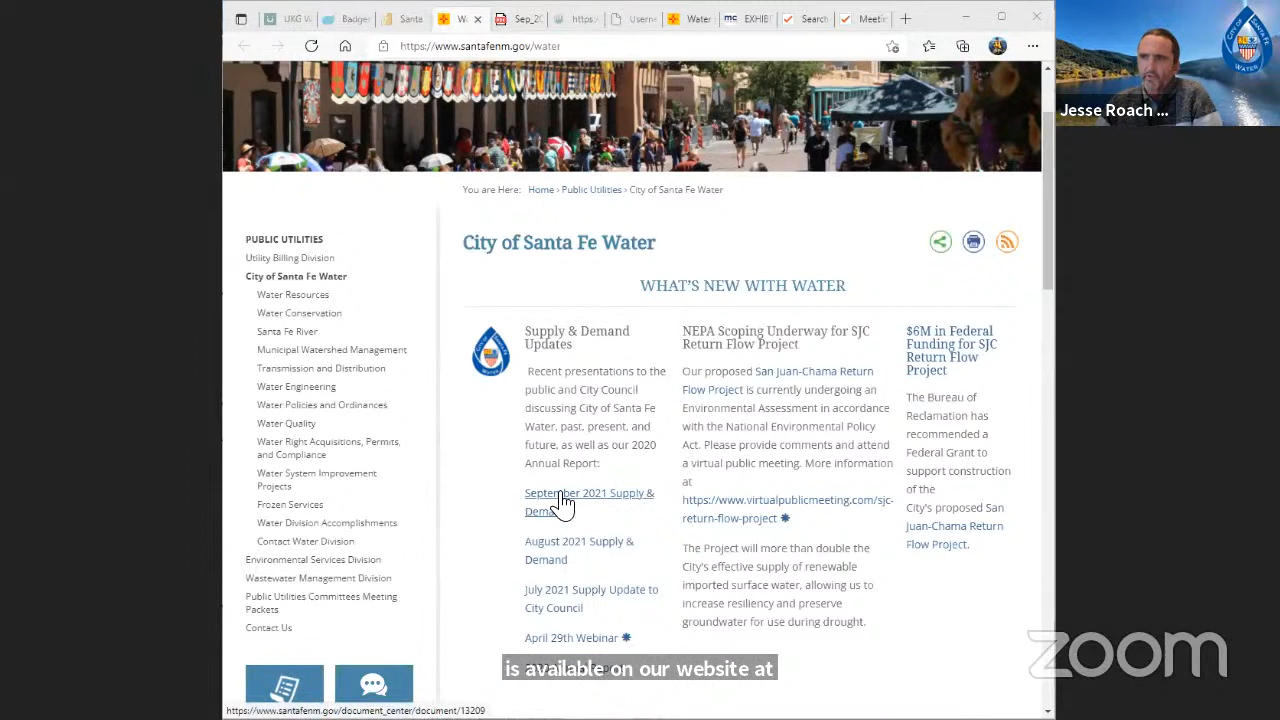 UKG W
Badger
Santa
W
Sep_20
https:/
Userna
Water
EXHIB
Search
Meeti
https://www.santafenm.gov/water
Jesse Roach ...
You are Here: Home › Public Utilities › City of Santa Fe Water
PUBLIC UTILITIES
Utility Billing Division
City of Santa Fe Water
Water Resources
Water Conservation
Santa Fe River
Municipal Watershed Management
Transmission and Distribution
Water Engineering
Water Policies and Ordinances
Water Quality
Water Right Acquisitions, Permits,
and Compliance
Water System Improvement
Projects
Frozen Services
Water Division Accomplishments
Contact Water Division
Environmental Services Division
Wastewater Management Division
Public Utilities Committees Meeting
Packets
Contact Us
City of Santa Fe Water
WHAT'S NEW WITH WATER
Supply & Demand
Updates
Recent presentations to the
public and City Council
discussing City of Santa Fe
Water, past, present, and
future, as well as our 2020
Annual Report:
September 2021 Supply &
Demand
August 2021 Supply &
Demand
July 2021 Supply Update to
City Council
April 29th Webinar
NEPA Scoping Underway for SJC
Return Flow Project
Our proposed San Juan-Chama Return
Flow Project is currently undergoing an
Environmental Assessment in accordance
with the National Environmental Policy
Act. Please provide comments and attend
a virtual public meeting. More information
at
https://www.virtualpublicmeeting.com/sjc-
return-flow-project
The Project will more than double the
City's effective supply of renewable
imported surface water, allowing us to
increase resiliency and preserve
groundwater for use during drought.
$6M in Federal
Funding for SJC
Return Flow
Project
The Bureau of
Reclamation has
recommended a
Federal Grant to
support construction
of the
City's proposed San
Juan-Chama Return
Flow Project.
is available on our website at
zoom
https://www.santafenm.gov/document_center/document/13209